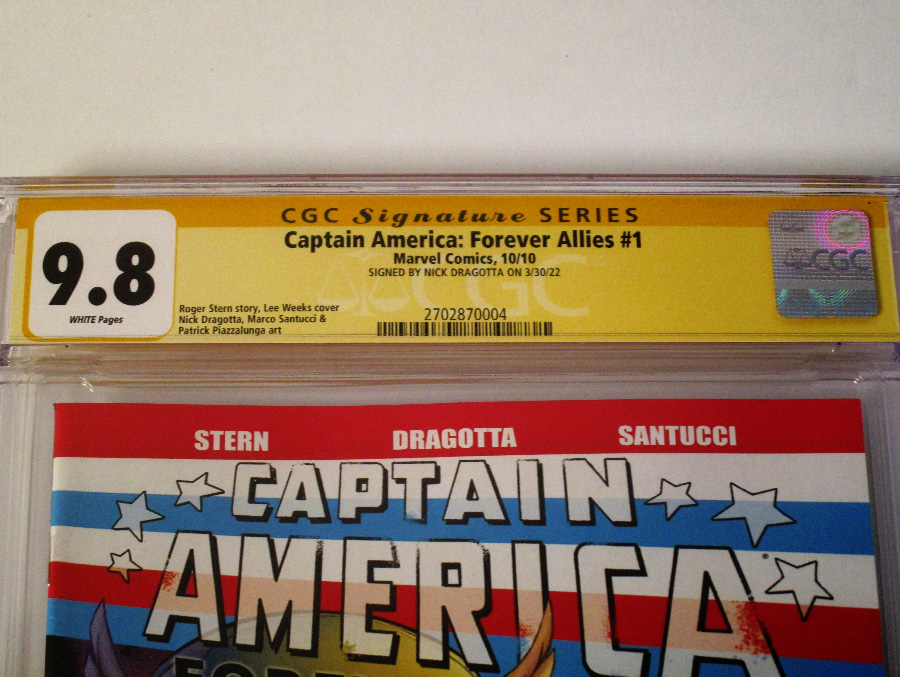 CGC Signature SERIES
Captain America: Forever Allies #1
Marvel Comics, 10/10
SIGNED BY NICK DRAGOTTA ON 3/30/22
9.8
WHITE Pages
Roger Stern story, Lee Weeks cover
Nick Dragotta, Marco Santucci &
Patrick Piazzalunga art
2702870004
CGC
CGC
STERN DRAGOTTA SANTUCCI
CAPTAIN
AMERICA